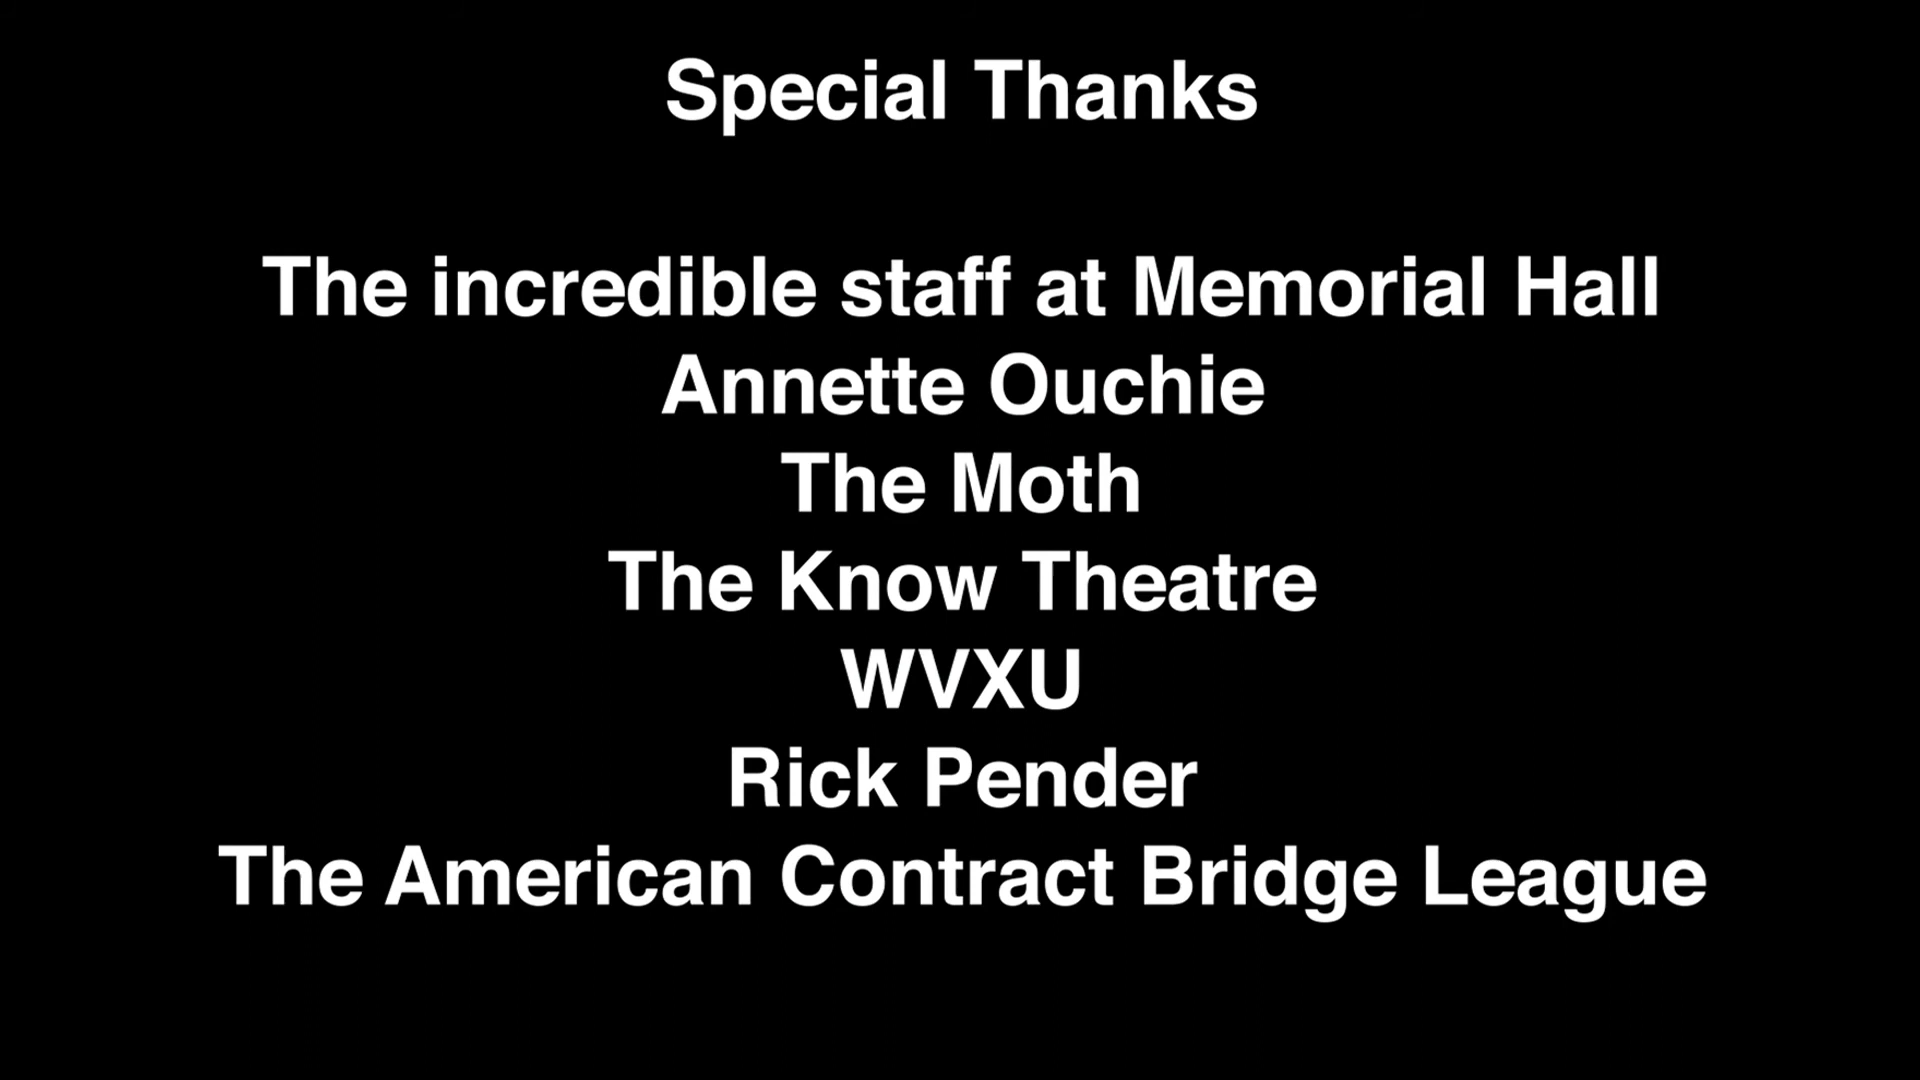 Special Thanks
The incredible staff at Memorial Hall
Annette Ouchie
The Moth
The Know Theatre
WVXU
Rick Pender
The American Contract Bridge League